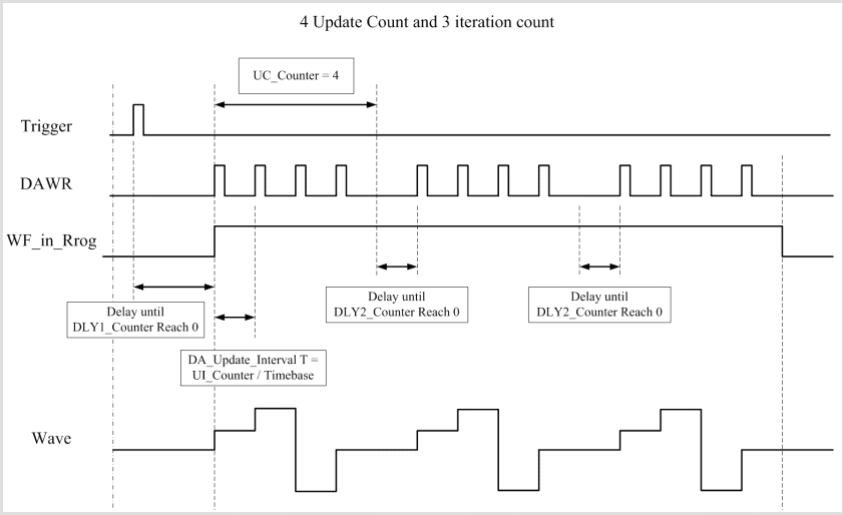 4 Update Count and 3 iteration count
UC_Counter = 4
Trigger
DAWR
WF_in_Rrog
Delay until
DLY1_Counter Reach 0
Delay until
DLY2_Counter Reach 0
Delay until
DLY2_Counter Reach 0
DA_Update_Interval T =
UI_Counter / Timebase
Wave